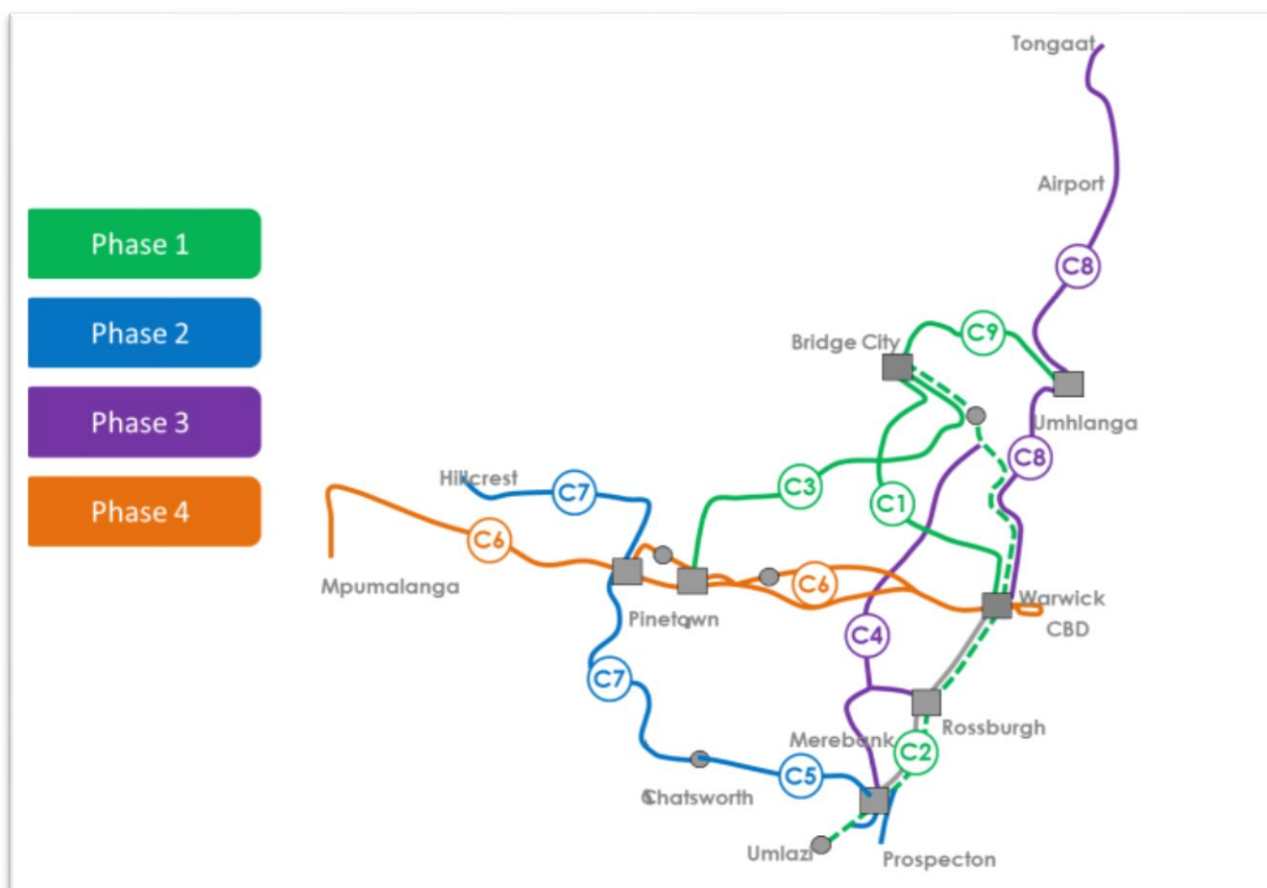 Tongaat
Airport
Phase 1
C8
Phase 2
C9
Bridge City
Phase 3
Umhlanga
C8
Hillcrest
C7
C3
C1
Phase 4
C6
Mpumalanga
C6
Pinetown
Warwick
CBD
C4
C7
Rossburgh
Merebank
C2
C5
Chatsworth
Umlazi
Prospecton